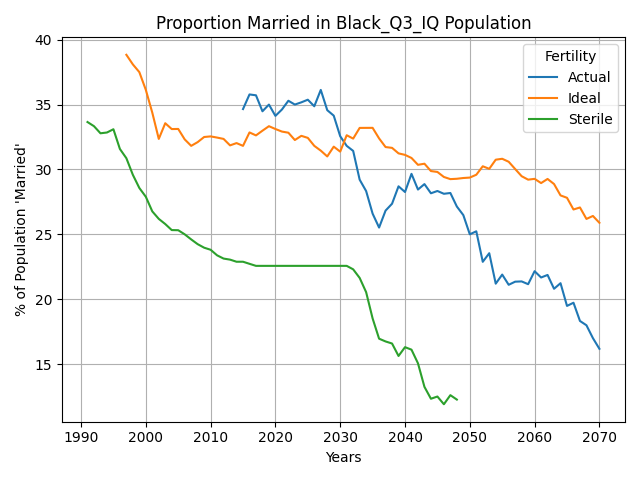 Proportion Married in Black_Q3_IQ Population
% of Population 'Married'
40
35
30
25
20
15
Fertility
Actual
Ideal
Sterile
1990 2000 2010 2020 2030 2040 2050 2060 2070
Years